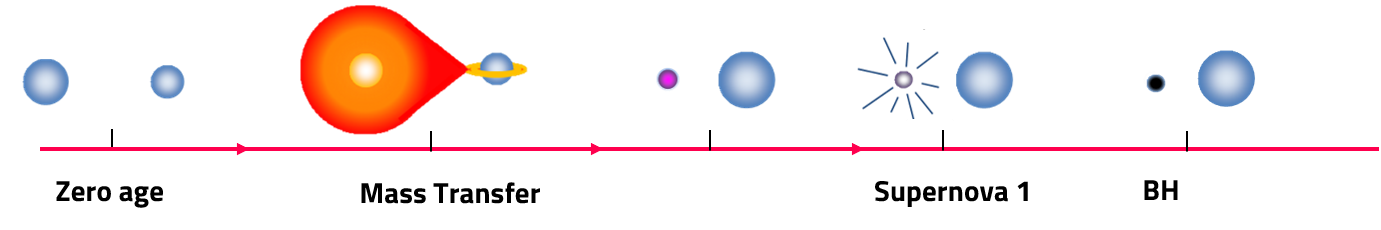 Zero age
Mass Transfer
Supernova 1
BH